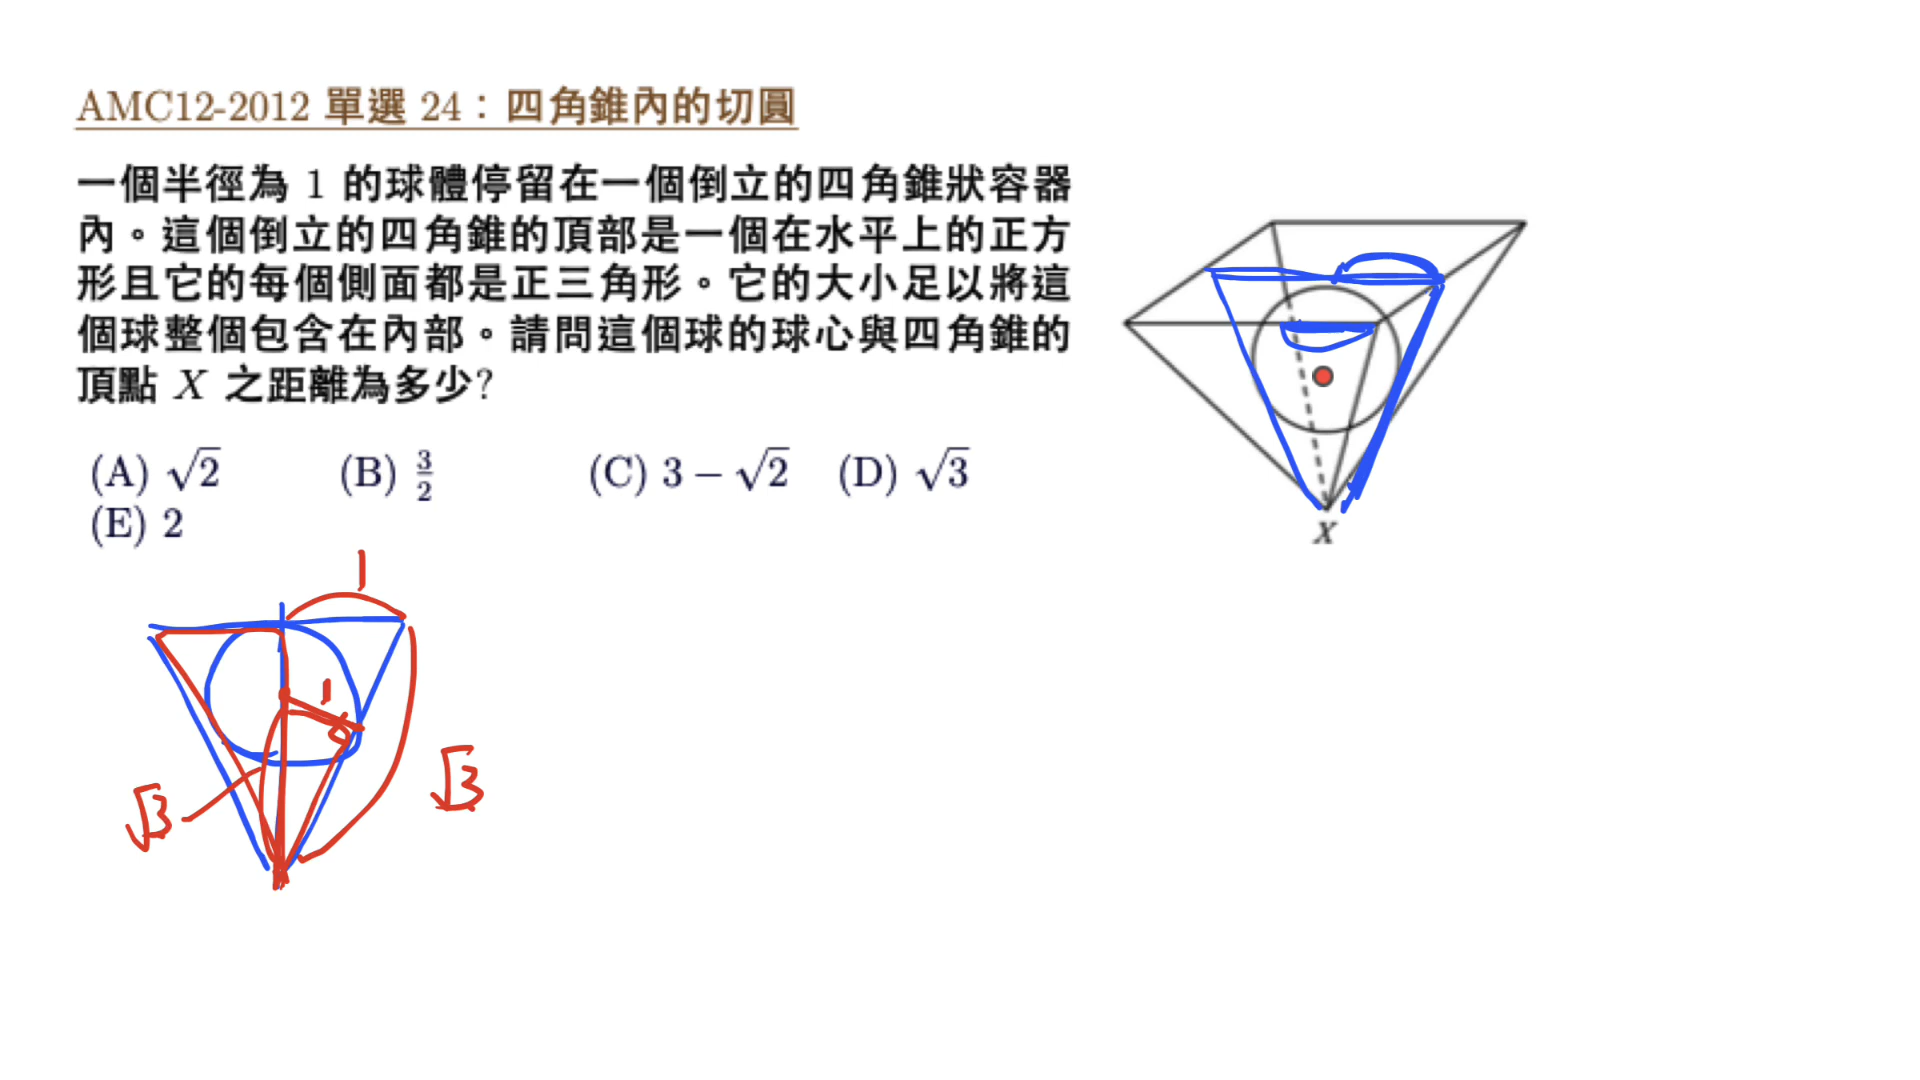 AMC12-2012 單選 24：四角錐內的切圓
一個半徑為 1 的球體停留在一個倒立的四角錐狀容器
內。這個倒立的四角錐的頂部是一個在水平上的正方
形且它的每個側面都是正三角形。它的大小足以將這
個球整個包含在內部。請問這個球的球心與四角錐的
頂點 X 之距離為多少?
(A) √2 (B) 3/2 (C) 3 − √2 (D) √3
(E) 2
X
1
1
√3
√3